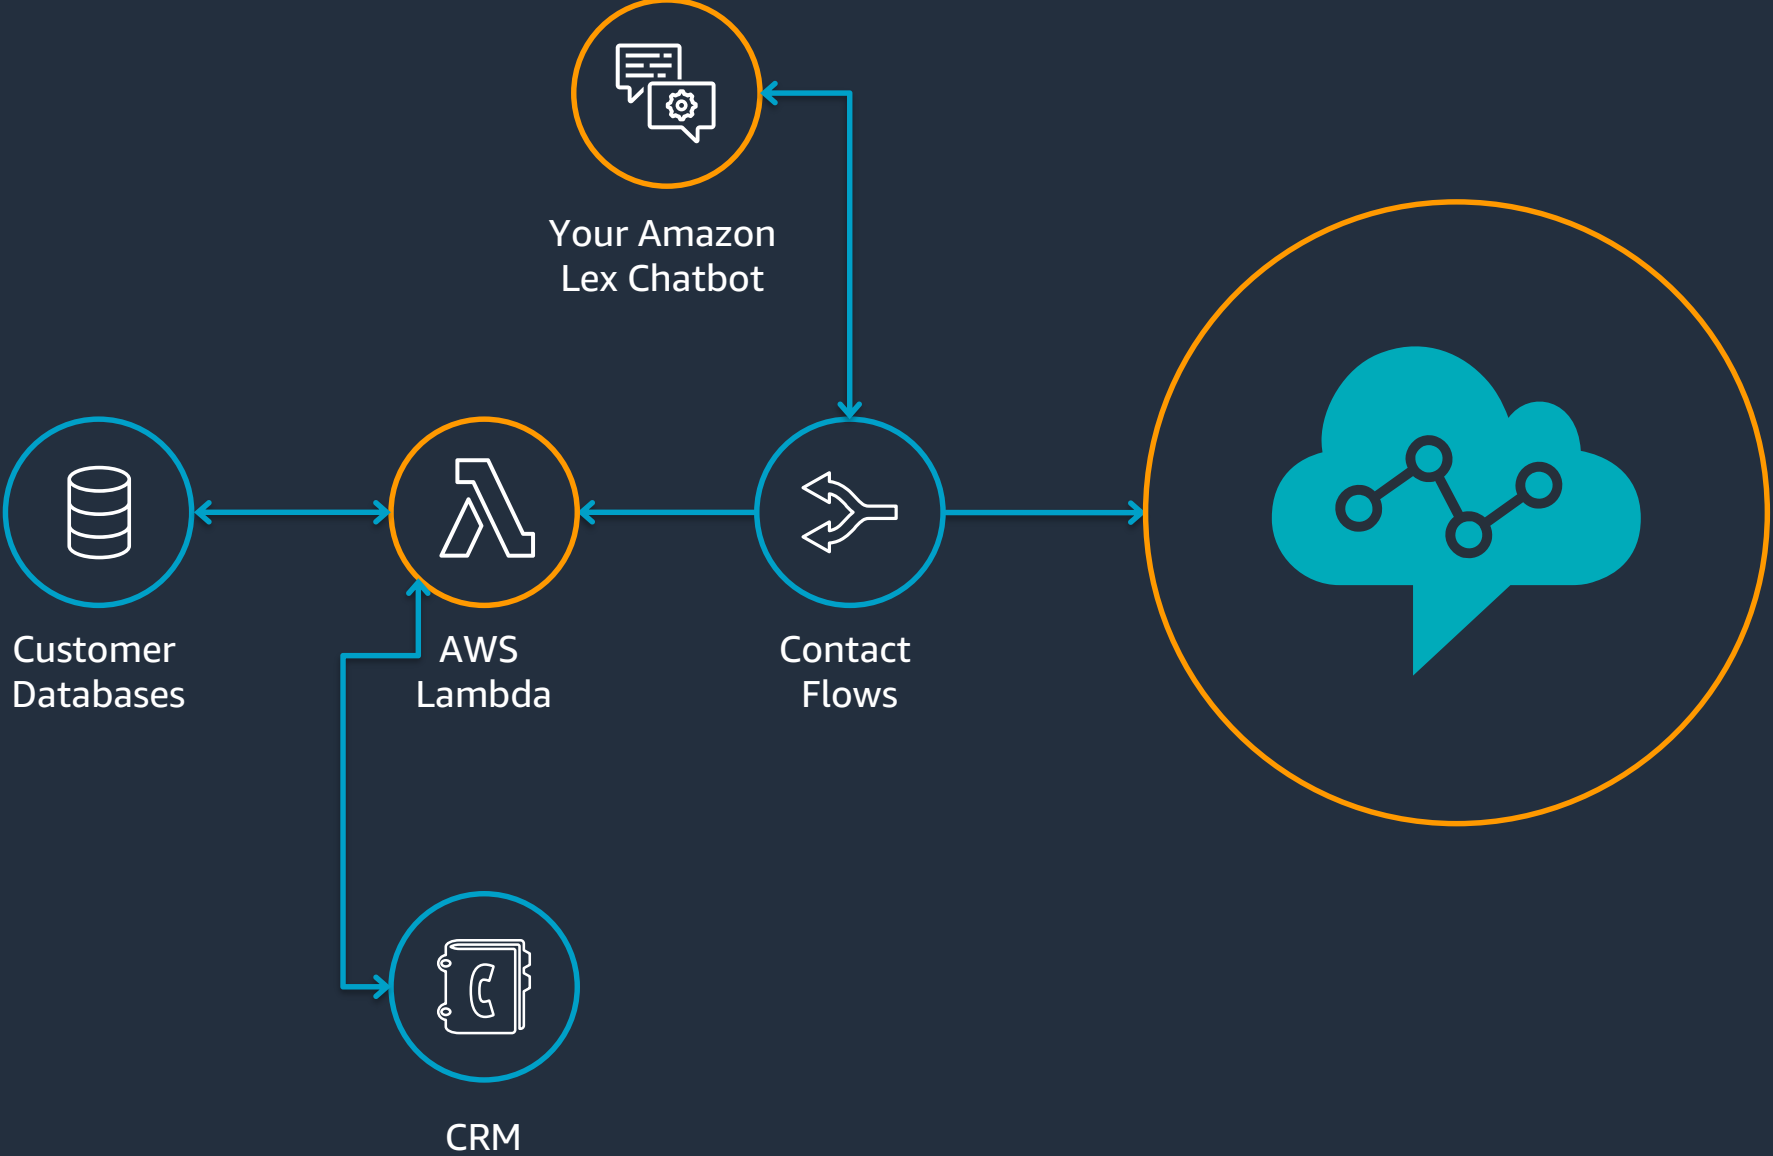 Your Amazon
Lex Chatbot
Customer
Databases
AWS
Lambda
Contact
Flows
CRM